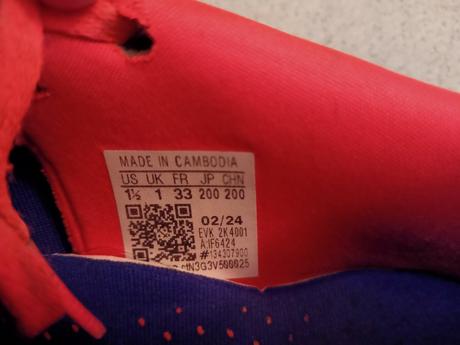 MADE IN CAMBODIA
US UK FR JP CHN
1½ 1 33 200 200
02/24
EVK 2K4001
A:IF6424
#134307900
MN3G3V500025